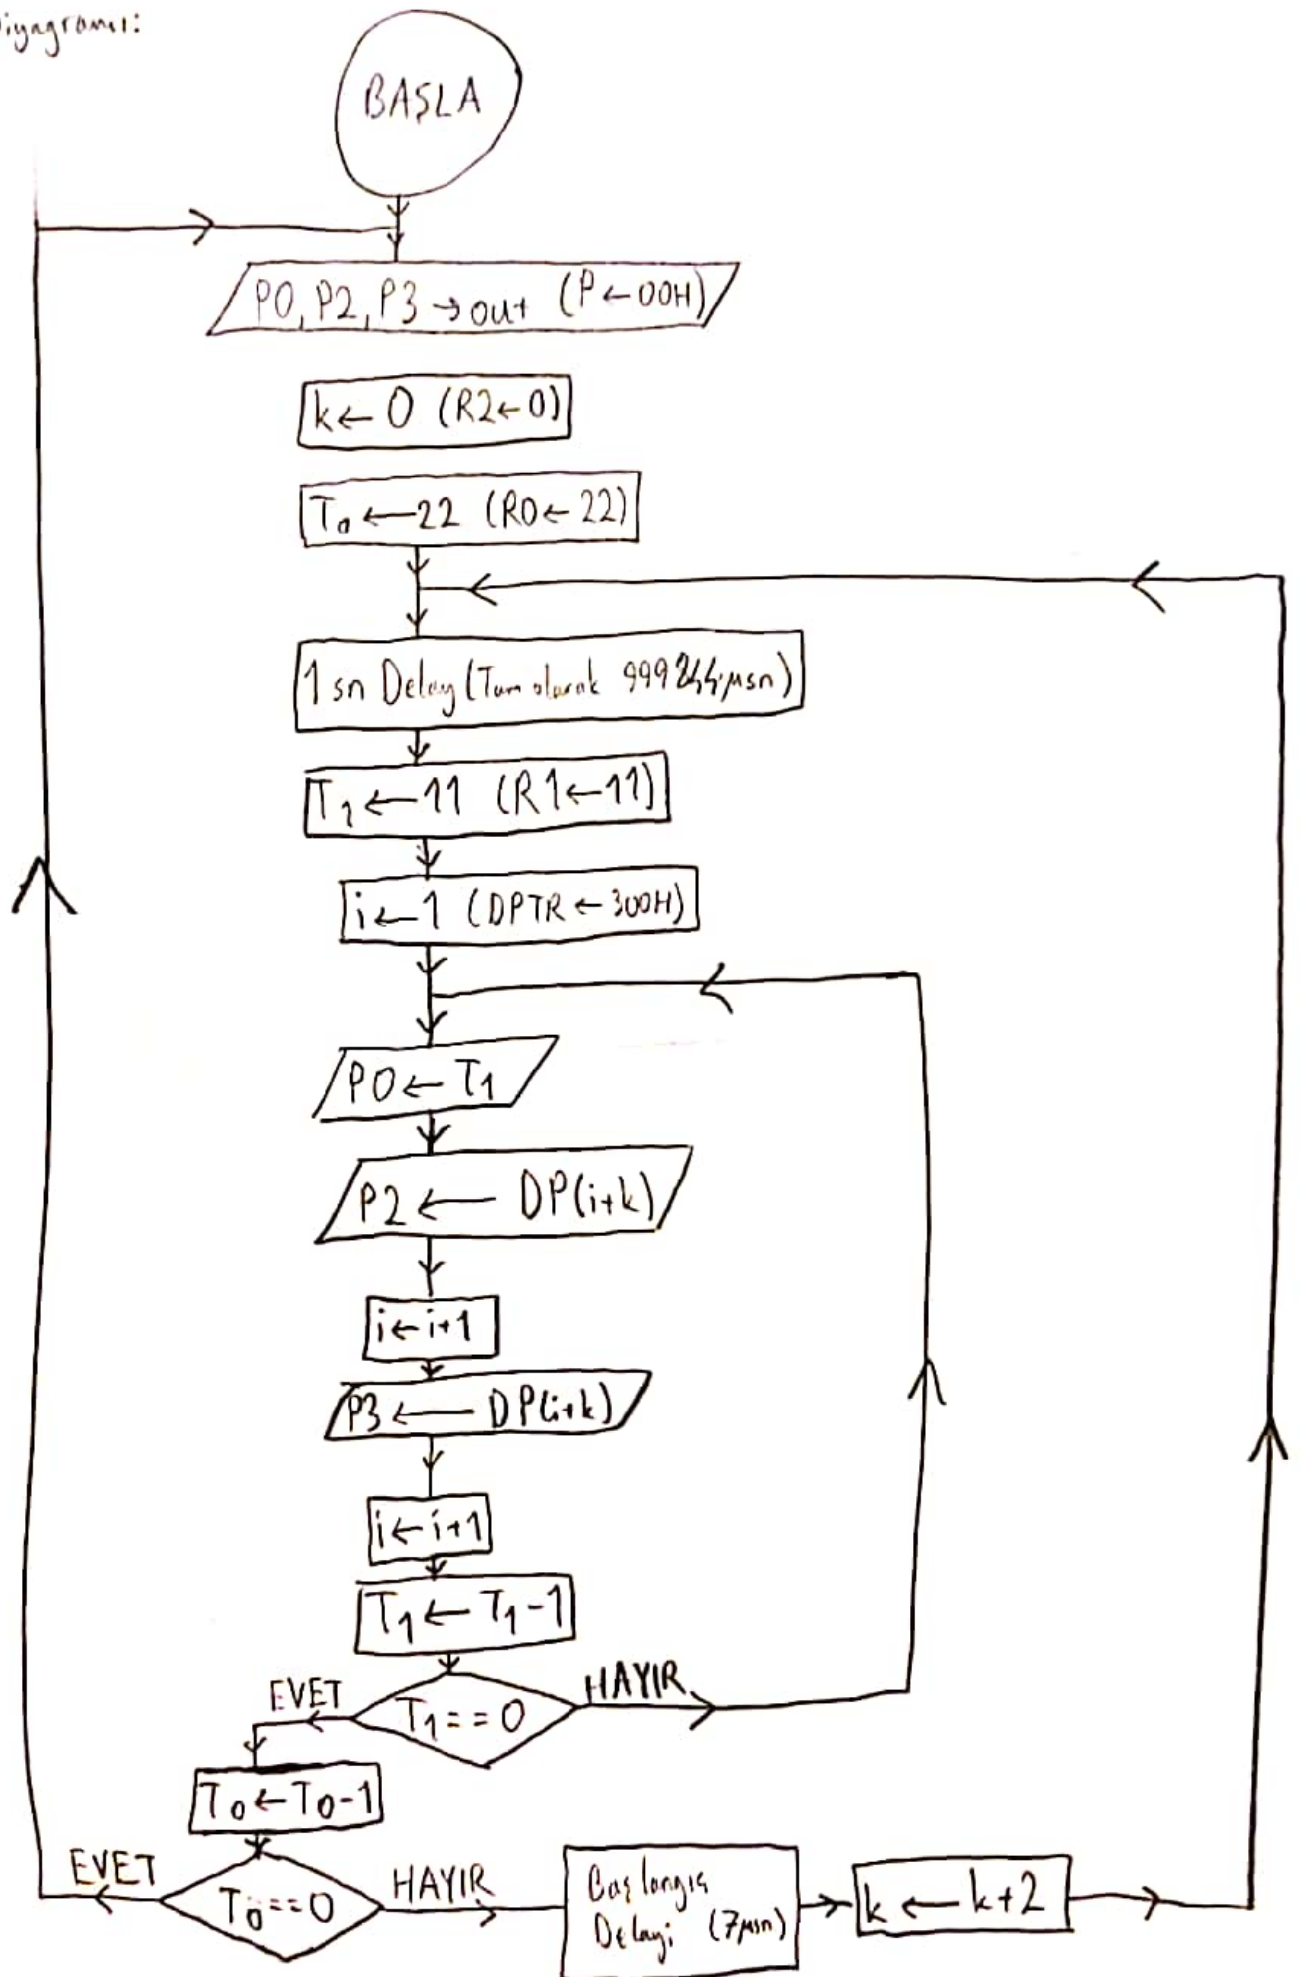 BAŞLA
P0, P2, P3 → out (P ← 00H)
k ← 0 (R2 ← 0)
T0 ← 22 (R0 ← 22)
1 sn Delay (Tam olarak 999244 µsn)
T1 ← 11 (R1 ← 11)
i ← 1 (DPTR ← 300H)
P0 ← T1
P2 ← DP(i+k)
i ← i+1
P3 ← DP(i+k)
i ← i+1
T1 ← T1-1
EVET
T1 == 0
HAYIR
T0 ← T0-1
EVET
T0 == 0
HAYIR
Başlangıç
Delayi (7µsn)
k ← k+2